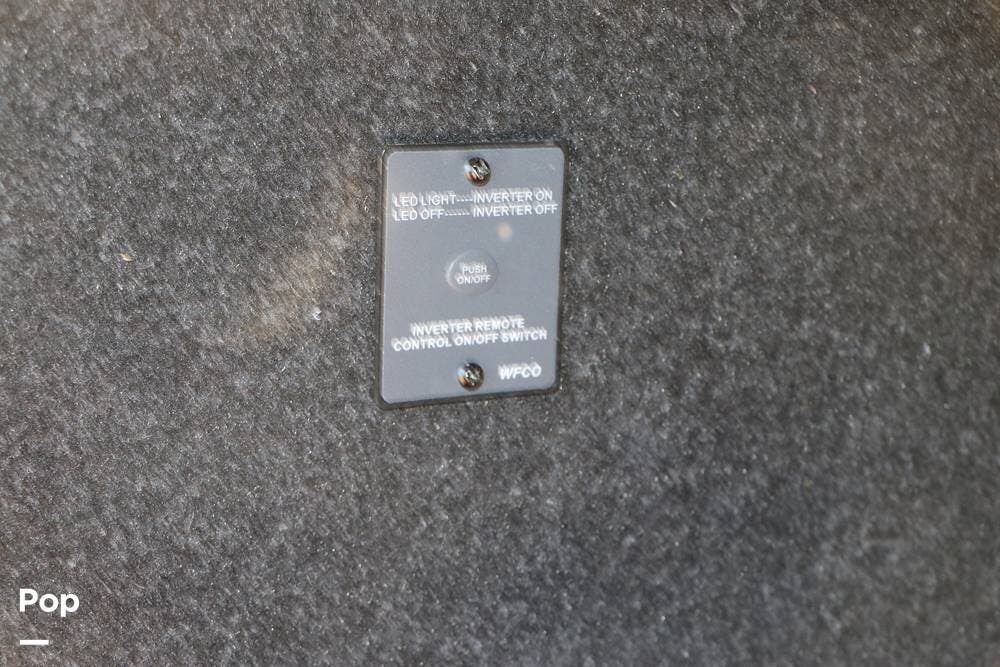 LED LIGHT----INVERTER ON
LED OFF------ INVERTER OFF
PUSH
ON/OFF
INVERTER REMOTE
CONTROL ON/OFF SWITCH
WFCO
Pop